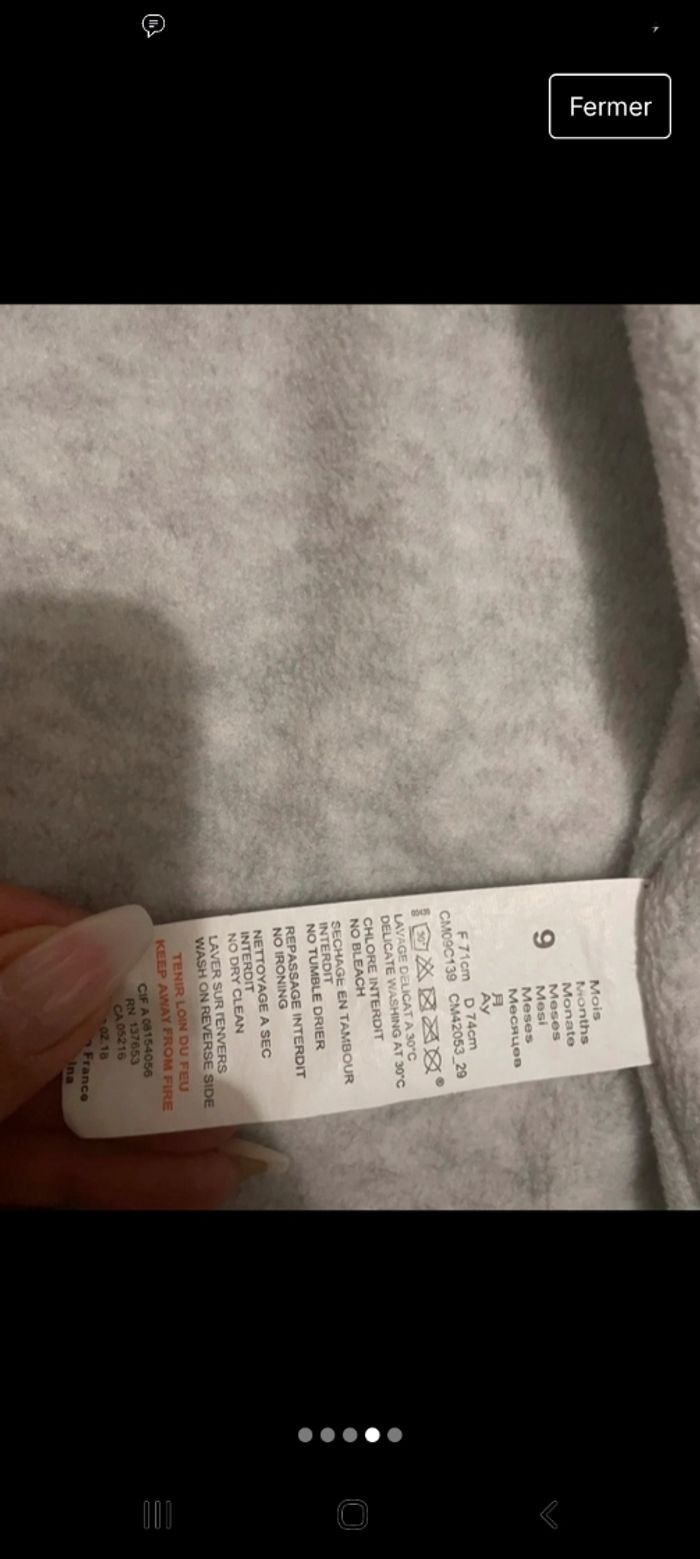 Fermer
9
Mois
Months
Monate
Meses
Mesi
Meses
Месяцев
Ay
月
F 71cm D 74cm
CM09C139 CM42053_29
30°
LAVAGE DELICAT A 30°C
DELICATE WASHING AT 30°C
CHLORE INTERDIT
NO BLEACH
SECHAGE EN TAMBOUR
INTERDIT
NO TUMBLE DRIER
REPASSAGE INTERDIT
NO IRONING
NETTOYAGE A SEC
INTERDIT
NO DRY CLEAN
LAVER SUR l'ENVERS
WASH ON REVERSE SIDE
TENIR LOIN DU FEU
KEEP AWAY FROM FIRE
CIF A 08154056
RN 137653
CA 05216
02.18
France